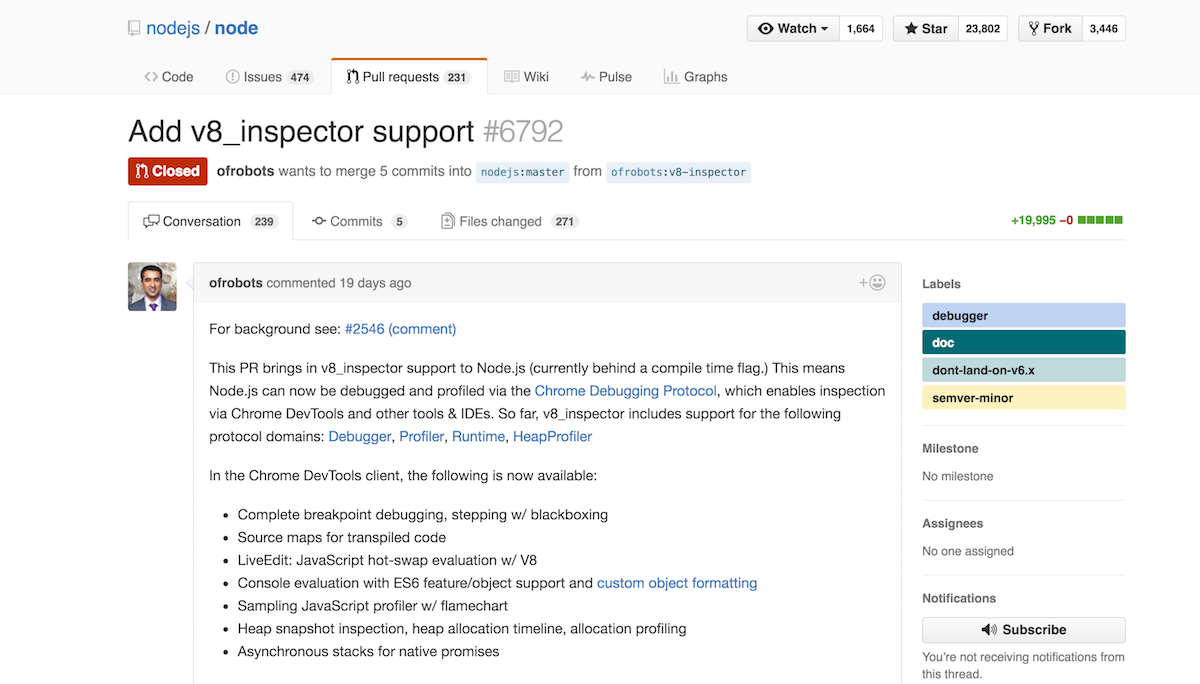 nodejs / node
Watch 1,664 Star 23,802 Fork 3,446
Code Issues 474 Pull requests 231 Wiki Pulse Graphs
Add v8_inspector support #6792
Closed ofrobots wants to merge 5 commits into nodejs:master from ofrobots:v8-inspector
Conversation 239 Commits 5 Files changed 271 +19,995 −0
ofrobots commented 19 days ago
For background see: #2546 (comment)
This PR brings in v8_inspector support to Node.js (currently behind a compile time flag.) This means
Node.js can now be debugged and profiled via the Chrome Debugging Protocol, which enables inspection
via Chrome DevTools and other tools & IDEs. So far, v8_inspector includes support for the following
protocol domains: Debugger, Profiler, Runtime, HeapProfiler
In the Chrome DevTools client, the following is now available:
• Complete breakpoint debugging, stepping w/ blackboxing
• Source maps for transpiled code
• LiveEdit: JavaScript hot-swap evaluation w/ V8
• Console evaluation with ES6 feature/object support and custom object formatting
• Sampling JavaScript profiler w/ flamechart
• Heap snapshot inspection, heap allocation timeline, allocation profiling
• Asynchronous stacks for native promises
Labels
debugger
doc
dont-land-on-v6.x
semver-minor
Milestone
No milestone
Assignees
No one assigned
Notifications
Subscribe
You're not receiving notifications from
this thread.